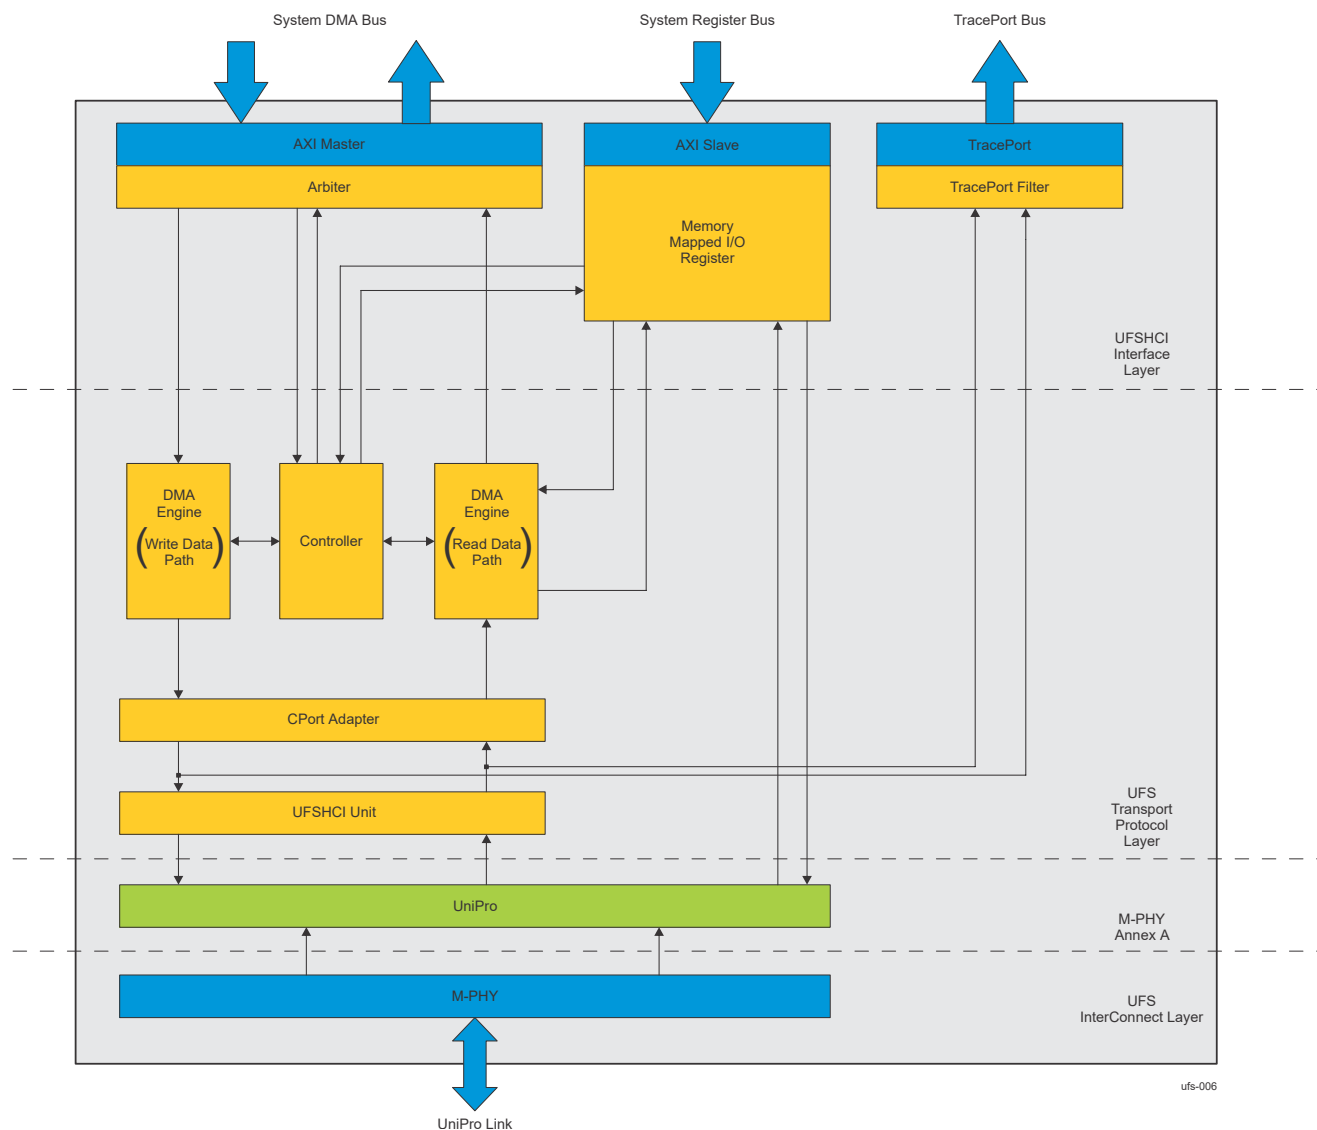 System DMA Bus
System Register Bus
TracePort Bus
AXI Master
AXI Slave
TracePort
Arbiter
TracePort Filter
Memory
Mapped I/O
Register
UFSHCI
Interface
Layer
DMA
Engine
(Write Data
Path)
Controller
DMA
Engine
(Read Data
Path)
CPort Adapter
UFSHCI Unit
UFS
Transport
Protocol
Layer
UniPro
M-PHY
Annex A
M-PHY
UFS
InterConnect Layer
ufs-006
UniPro Link